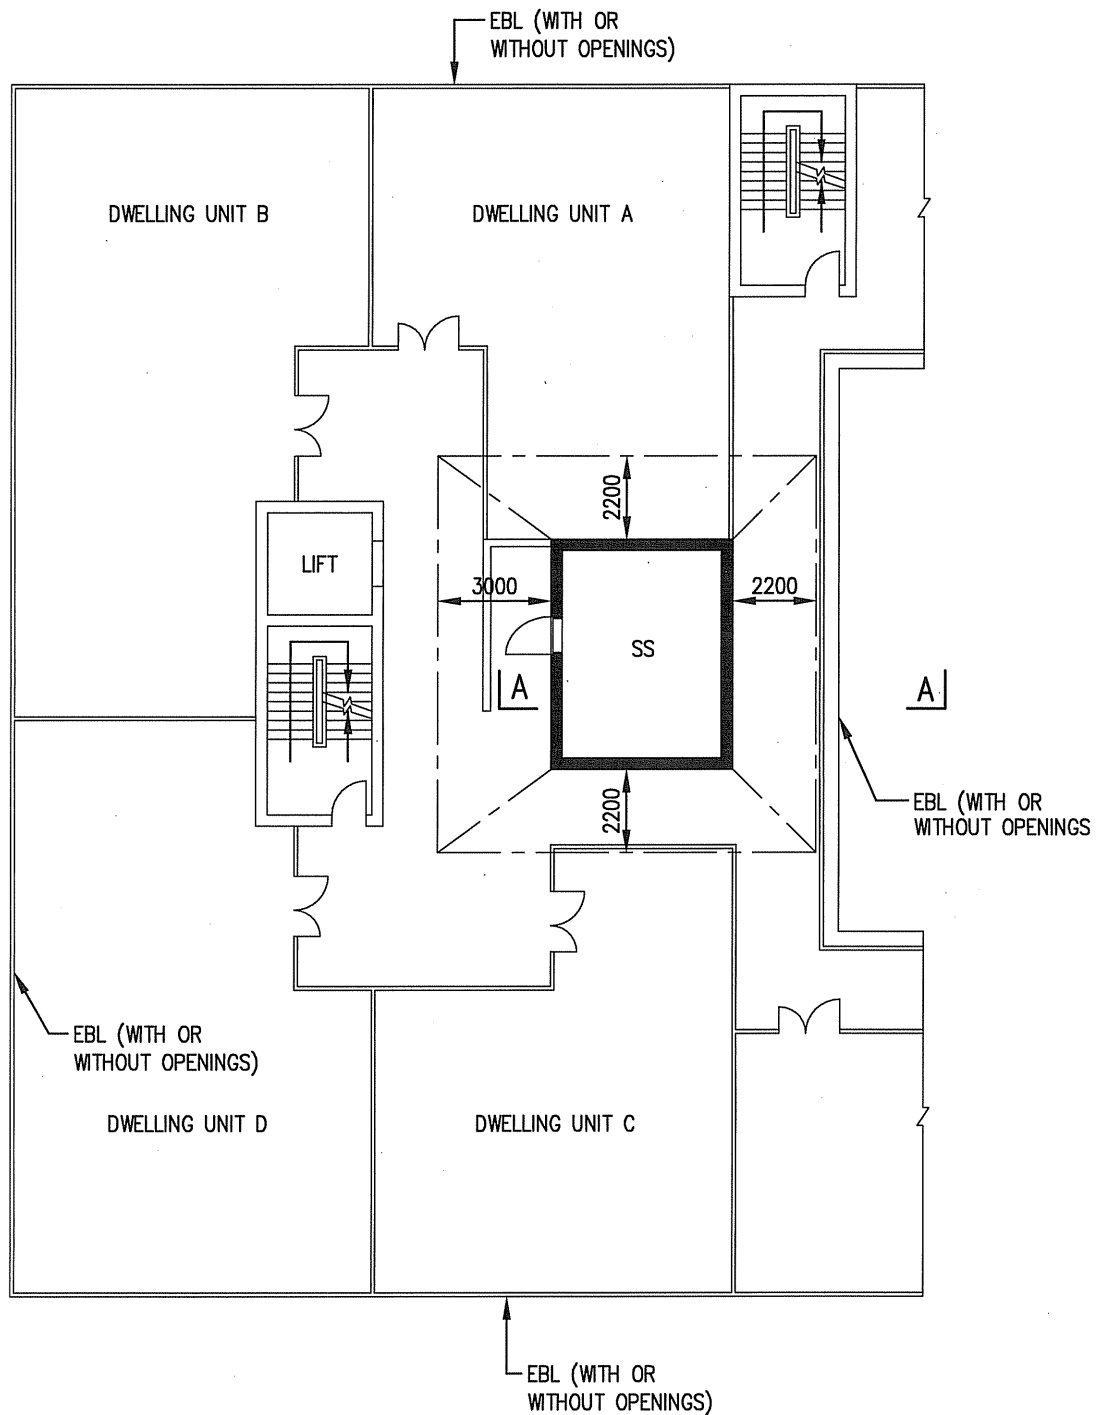 EBL (WITH OR
WITHOUT OPENINGS)
DWELLING UNIT B
DWELLING UNIT A
2200
LIFT
3000
2200
SS
A
A
2200
EBL (WITH OR
WITHOUT OPENINGS
EBL (WITH OR
WITHOUT OPENINGS)
DWELLING UNIT D
DWELLING UNIT C
EBL (WITH OR
WITHOUT OPENINGS)